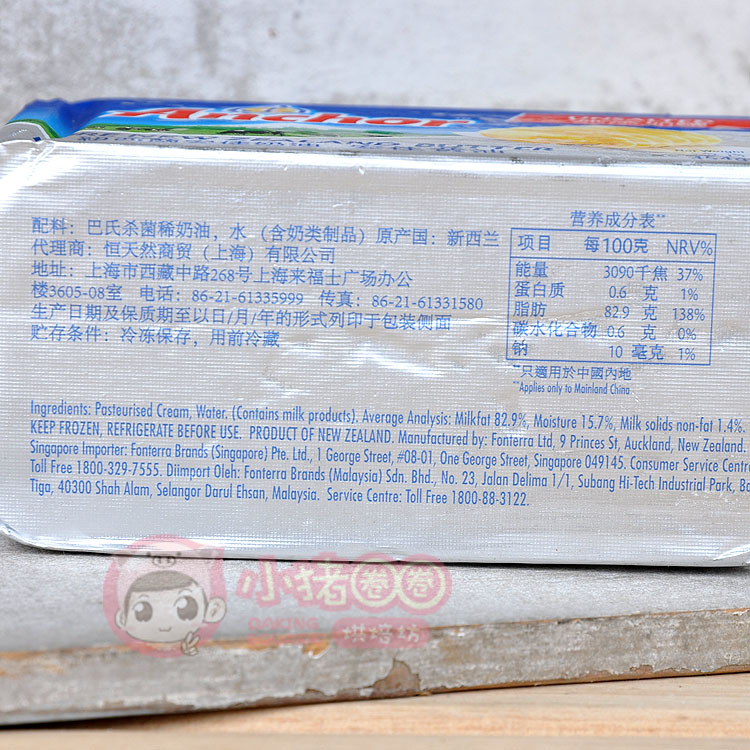 Anchor
配料：巴氏杀菌稀奶油，水 （含奶类制品）原产国：新西兰
代理商：恒天然商贸（上海）有限公司
地址：上海市西藏中路268号上海来福士广场办公
楼3605-08室 电话：86-21-61335999 传真：86-21-61331580
生产日期及保质期至以日/月/年的形式列印于包装侧面
贮存条件：冷冻保存，用前冷藏
营养成分表**
项目 每100克 NRV%
能量 3090千焦 37%
蛋白质 0.6 克 1%
脂肪 82.9 克 138%
碳水化合物 0.6 克 0%
钠 10 毫克 1%
**只適用於中國內地
**Applies only to Mainland China
Ingredients: Pasteurised Cream, Water. (Contains milk products). Average Analysis: Milkfat 82.9%, Moisture 15.7%, Milk solids non-fat 1.4%.
KEEP FROZEN, REFRIGERATE BEFORE USE. PRODUCT OF NEW ZEALAND. Manufactured by: Fonterra Ltd, 9 Princes St, Auckland, New Zealand.
Singapore Importer: Fonterra Brands (Singapore) Pte. Ltd., 1 George Street, #08-01, One George Street, Singapore 049145. Consumer Service Centr
Toll Free 1800-329-7555. Diimport Oleh: Fonterra Brands (Malaysia) Sdn. Bhd., No. 23, Jalan Delima 1/1, Subang Hi-Tech Industrial Park, Ba
Tiga, 40300 Shah Alam, Selangor Darul Ehsan, Malaysia. Service Centre: Toll Free 1800-88-3122.
小猪圈圈
BAKING
烘焙坊